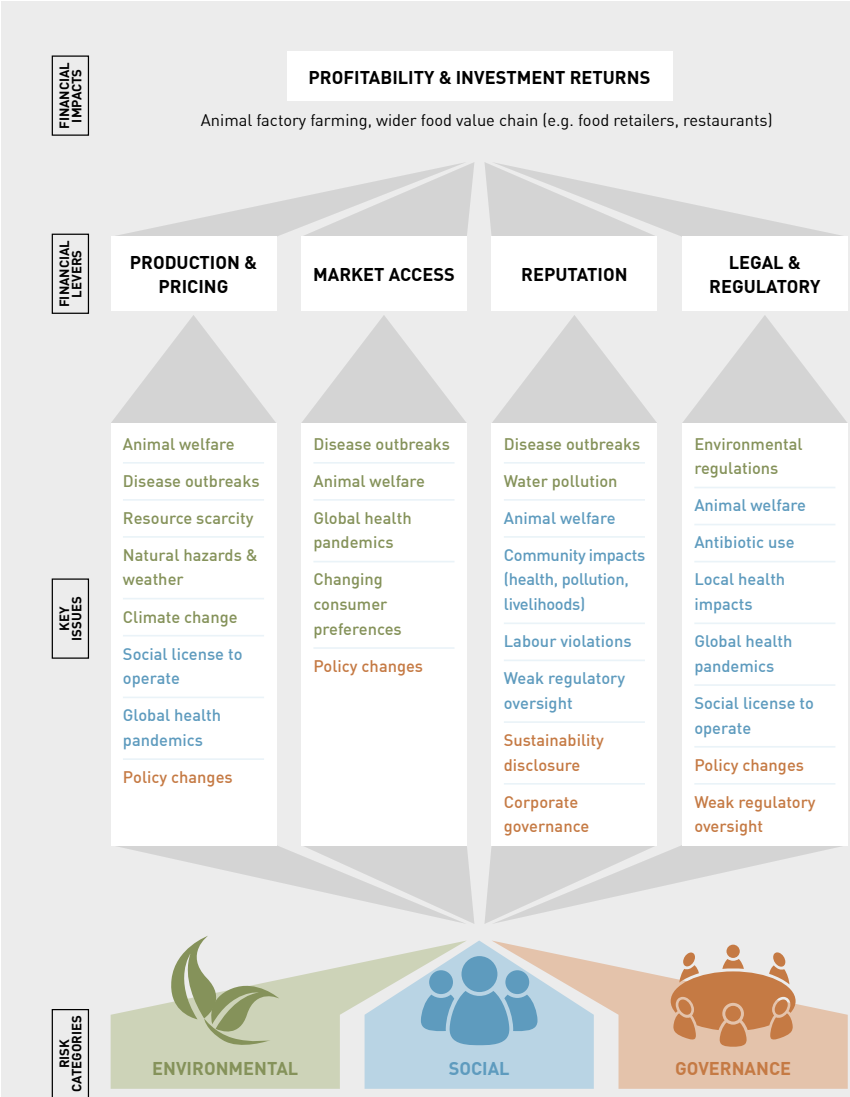 FINANCIAL
IMPACTS
PROFITABILITY & INVESTMENT RETURNS
Animal factory farming, wider food value chain (e.g. food retailers, restaurants)
FINANCIAL
LEVERS
PRODUCTION &
PRICING
MARKET ACCESS
REPUTATION
LEGAL &
REGULATORY
KEY
ISSUES
Animal welfare
Disease outbreaks
Resource scarcity
Natural hazards &
weather
Climate change
Social license to
operate
Global health
pandemics
Policy changes
Disease outbreaks
Animal welfare
Global health
pandemics
Changing
consumer
preferences
Policy changes
Disease outbreaks
Water pollution
Animal welfare
Community impacts
(health, pollution,
livelihoods)
Labour violations
Weak regulatory
oversight
Sustainability
disclosure
Corporate
governance
Environmental
regulations
Animal welfare
Antibiotic use
Local health
impacts
Global health
pandemics
Social license to
operate
Policy changes
Weak regulatory
oversight
RISK
CATEGORIES
ENVIRONMENTAL
SOCIAL
GOVERNANCE